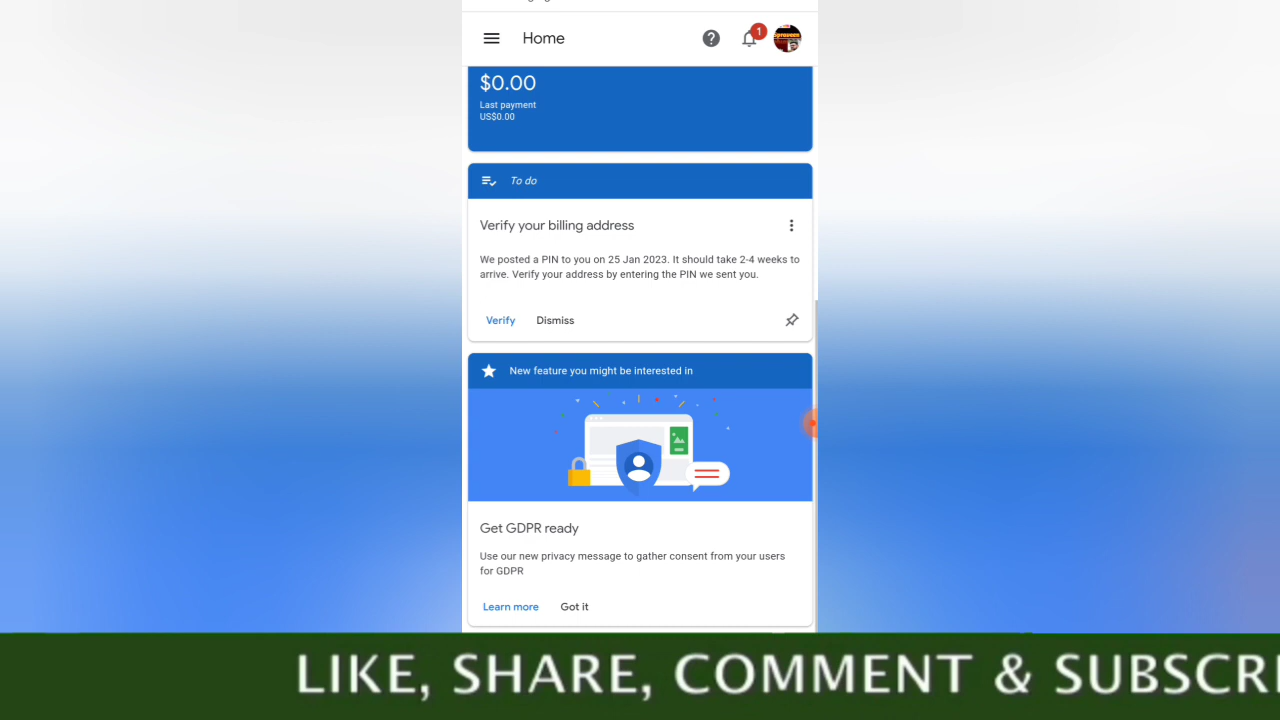 Home
1
$0.00
Last payment
US$0.00
To do
Verify your billing address
We posted a PIN to you on 25 Jan 2023. It should take 2-4 weeks to
arrive. Verify your address by entering the PIN we sent you.
Verify Dismiss
New feature you might be interested in
Get GDPR ready
Use our new privacy message to gather consent from your users
for GDPR
Learn more Got it
LIKE, SHARE, COMMENT & SUBSCRI